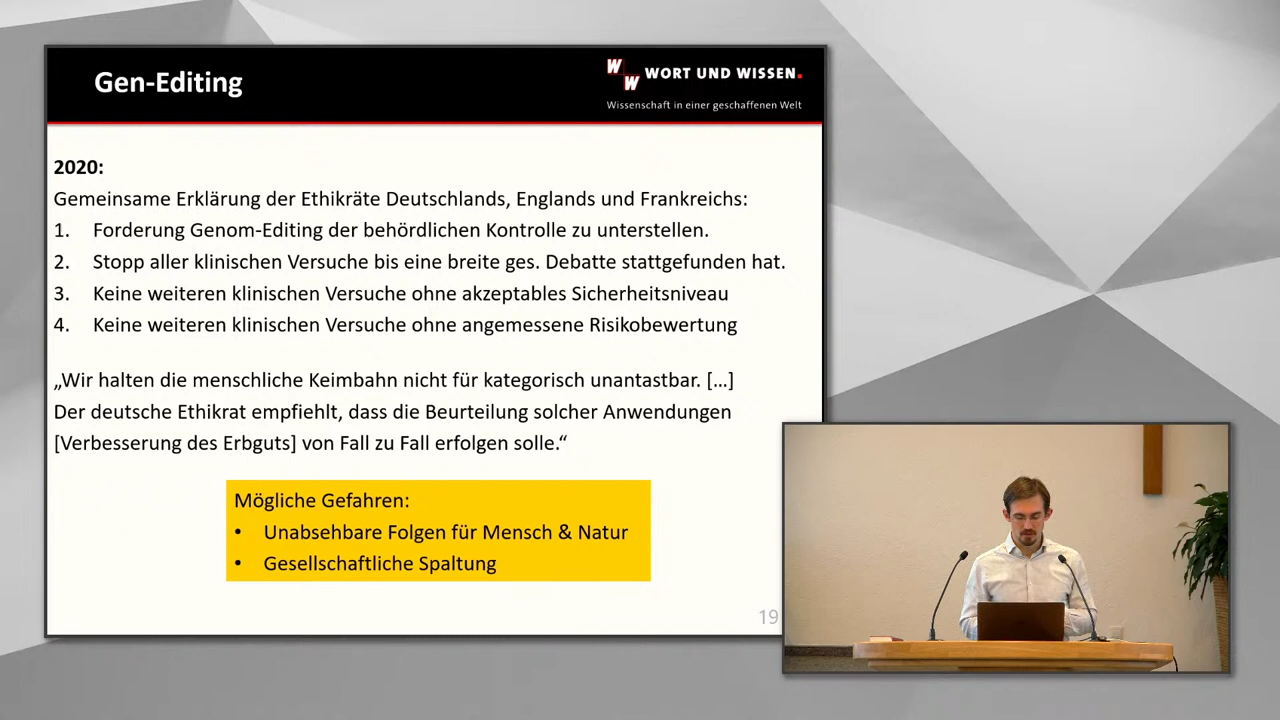 Gen-Editing
W
W WORT UND WISSEN.
Wissenschaft in einer geschaffenen Welt
2020:
Gemeinsame Erklärung der Ethikräte Deutschlands, Englands und Frankreichs:
1. Forderung Genom-Editing der behördlichen Kontrolle zu unterstellen.
2. Stopp aller klinischen Versuche bis eine breite ges. Debatte stattgefunden hat.
3. Keine weiteren klinischen Versuche ohne akzeptables Sicherheitsniveau
4. Keine weiteren klinischen Versuche ohne angemessene Risikobewertung
„Wir halten die menschliche Keimbahn nicht für kategorisch unantastbar. […]
Der deutsche Ethikrat empfiehlt, dass die Beurteilung solcher Anwendungen
[Verbesserung des Erbguts] von Fall zu Fall erfolgen solle.“
Mögliche Gefahren:
• Unabsehbare Folgen für Mensch & Natur
• Gesellschaftliche Spaltung
19